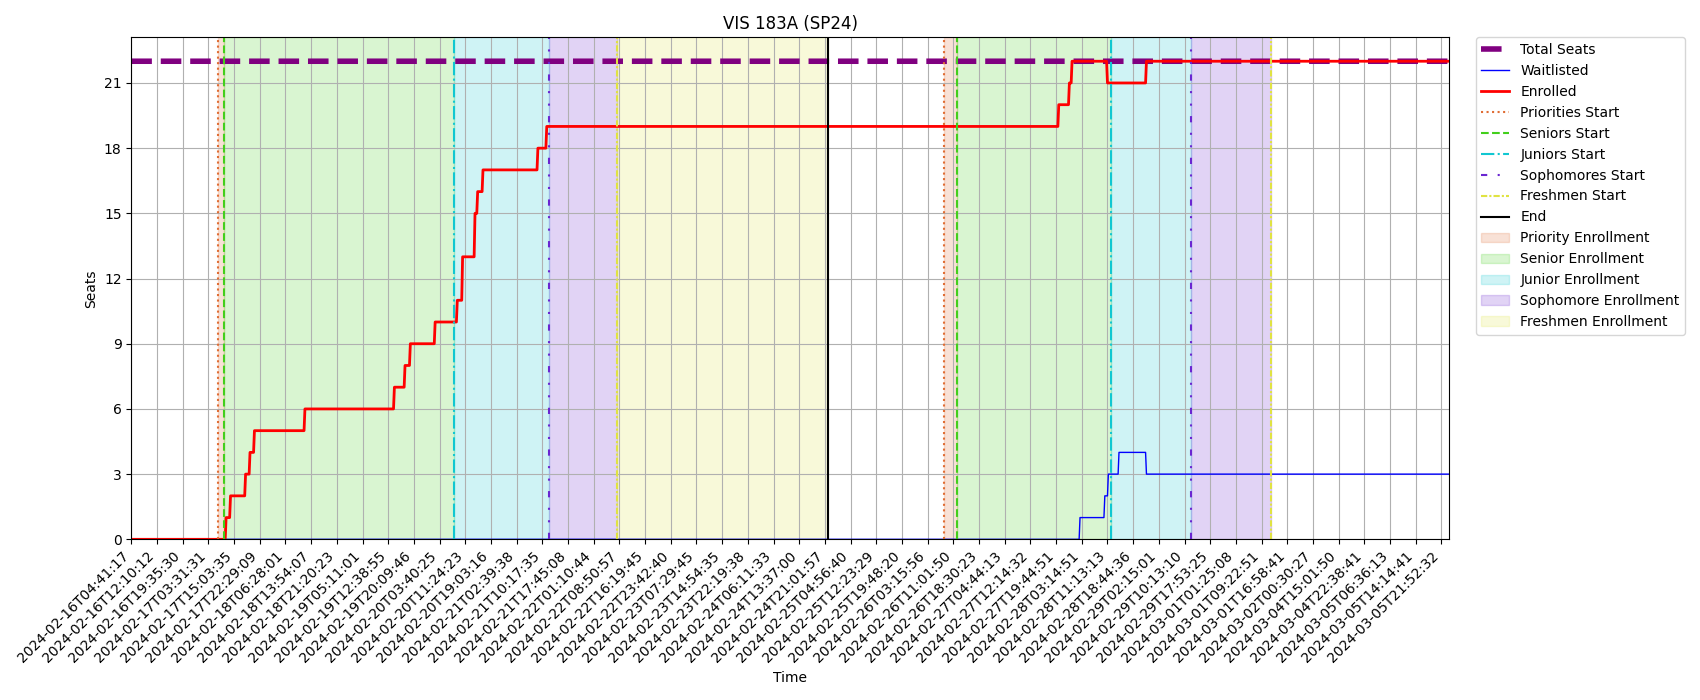 VIS 183A (SP24)
Seats
21
18
15
12
9
6
3
0
2024-02-16T04:41:17
2024-02-16T12:10:12
2024-02-16T19:35:30
2024-02-17T03:31:31
2024-02-17T15:03:35
2024-02-17T22:29:09
2024-02-18T06:28:01
2024-02-18T13:54:07
2024-02-18T21:20:23
2024-02-19T05:11:01
2024-02-19T12:38:55
2024-02-19T20:09:46
2024-02-20T03:40:25
2024-02-20T11:24:23
2024-02-20T19:03:16
2024-02-21T02:39:38
2024-02-21T10:17:35
2024-02-21T17:45:08
2024-02-22T01:10:44
2024-02-22T08:50:57
2024-02-22T16:19:45
2024-02-22T23:42:40
2024-02-23T07:29:45
2024-02-23T14:54:35
2024-02-23T22:19:38
2024-02-24T06:11:33
2024-02-24T13:37:00
2024-02-24T21:01:57
2024-02-25T04:56:40
2024-02-25T12:23:29
2024-02-25T19:48:20
2024-02-26T03:15:56
2024-02-26T11:01:50
2024-02-26T18:30:23
2024-02-27T04:44:13
2024-02-27T12:14:32
2024-02-27T19:44:51
2024-02-28T03:14:51
2024-02-28T11:13:13
2024-02-28T18:44:36
2024-02-29T02:15:01
2024-02-29T10:13:10
2024-02-29T17:53:25
2024-03-01T01:25:08
2024-03-01T09:22:51
2024-03-01T16:58:41
2024-03-02T00:30:27
2024-03-04T15:01:50
2024-03-04T22:38:41
2024-03-05T06:36:13
2024-03-05T14:14:41
2024-03-05T21:52:32
Time
Total Seats
Waitlisted
Enrolled
Priorities Start
Seniors Start
Juniors Start
Sophomores Start
Freshmen Start
End
Priority Enrollment
Senior Enrollment
Junior Enrollment
Sophomore Enrollment
Freshmen Enrollment